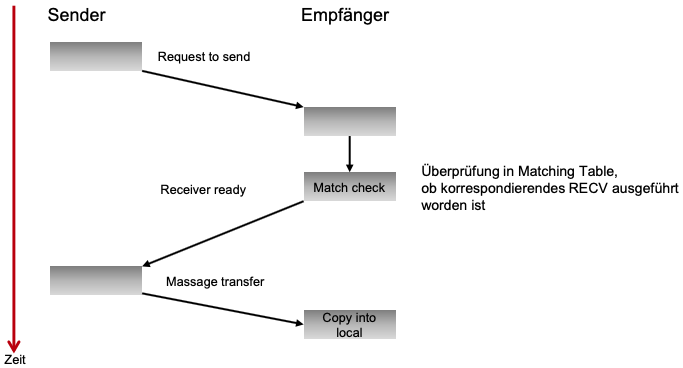 Sender
Empfänger
Request to send
Match check
Überprüfung in Matching Table,
ob korrespondierendes RECV ausgeführt
worden ist
Receiver ready
Massage transfer
Copy into
local
Zeit